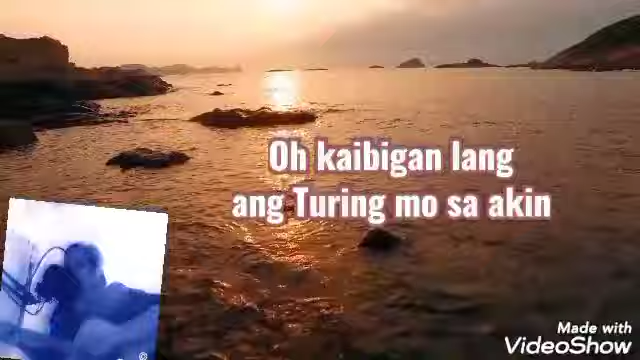 Oh kaibigan lang
ang Turing mo sa akin
©
Made with
VideoShow